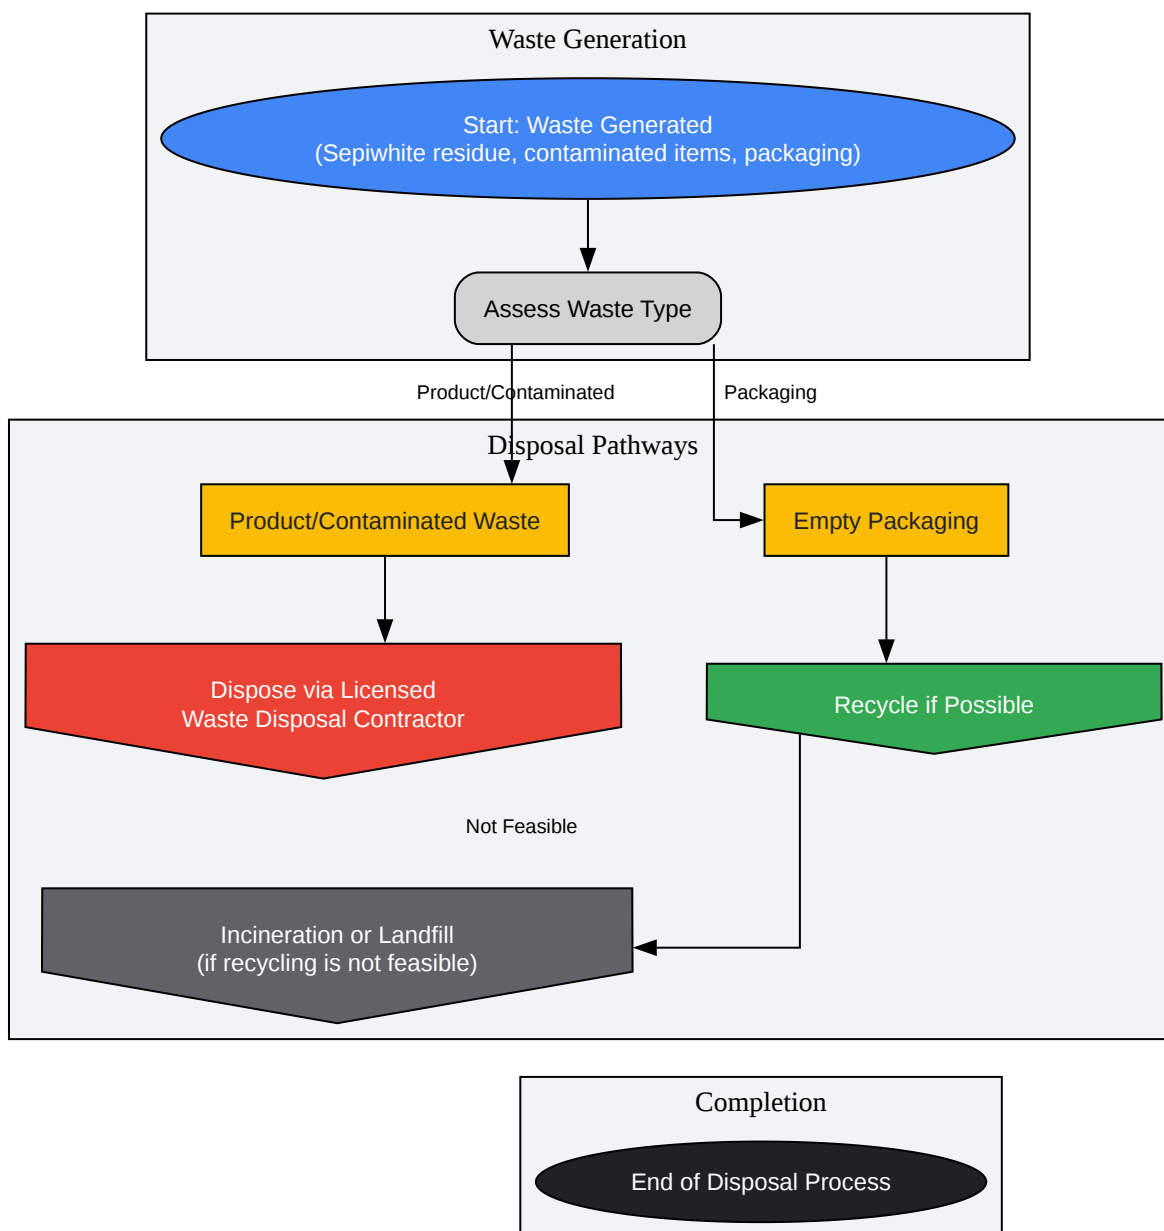 Waste Generation
Start: Waste Generated
(Sepiwhite residue, contaminated items, packaging)
Assess Waste Type
Product/Contaminated
Packaging
Disposal Pathways
Product/Contaminated Waste
Empty Packaging
Dispose via Licensed
Waste Disposal Contractor
Recycle if Possible
Not Feasible
Incineration or Landfill
(if recycling is not feasible)
Completion
End of Disposal Process